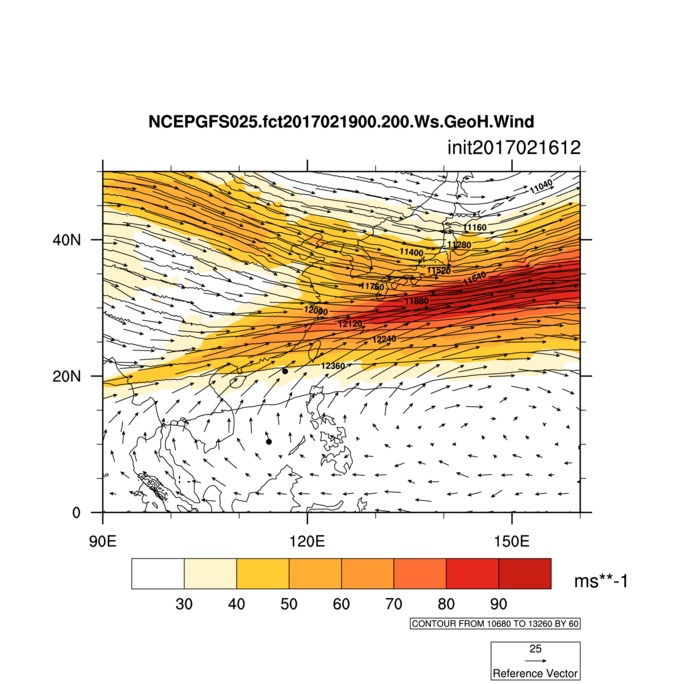 NCEPGFS025.fct2017021900.200.Ws.GeoH.Wind
init2017021612
11040
40N
11160
11280
11400
11520
11640
11760
11880
12000
12120
12240
12360
20N
0
90E 120E 150E
ms**-1
30 40 50 60 70 80 90
CONTOUR FROM 10680 TO 13260 BY 60
25
Reference Vector